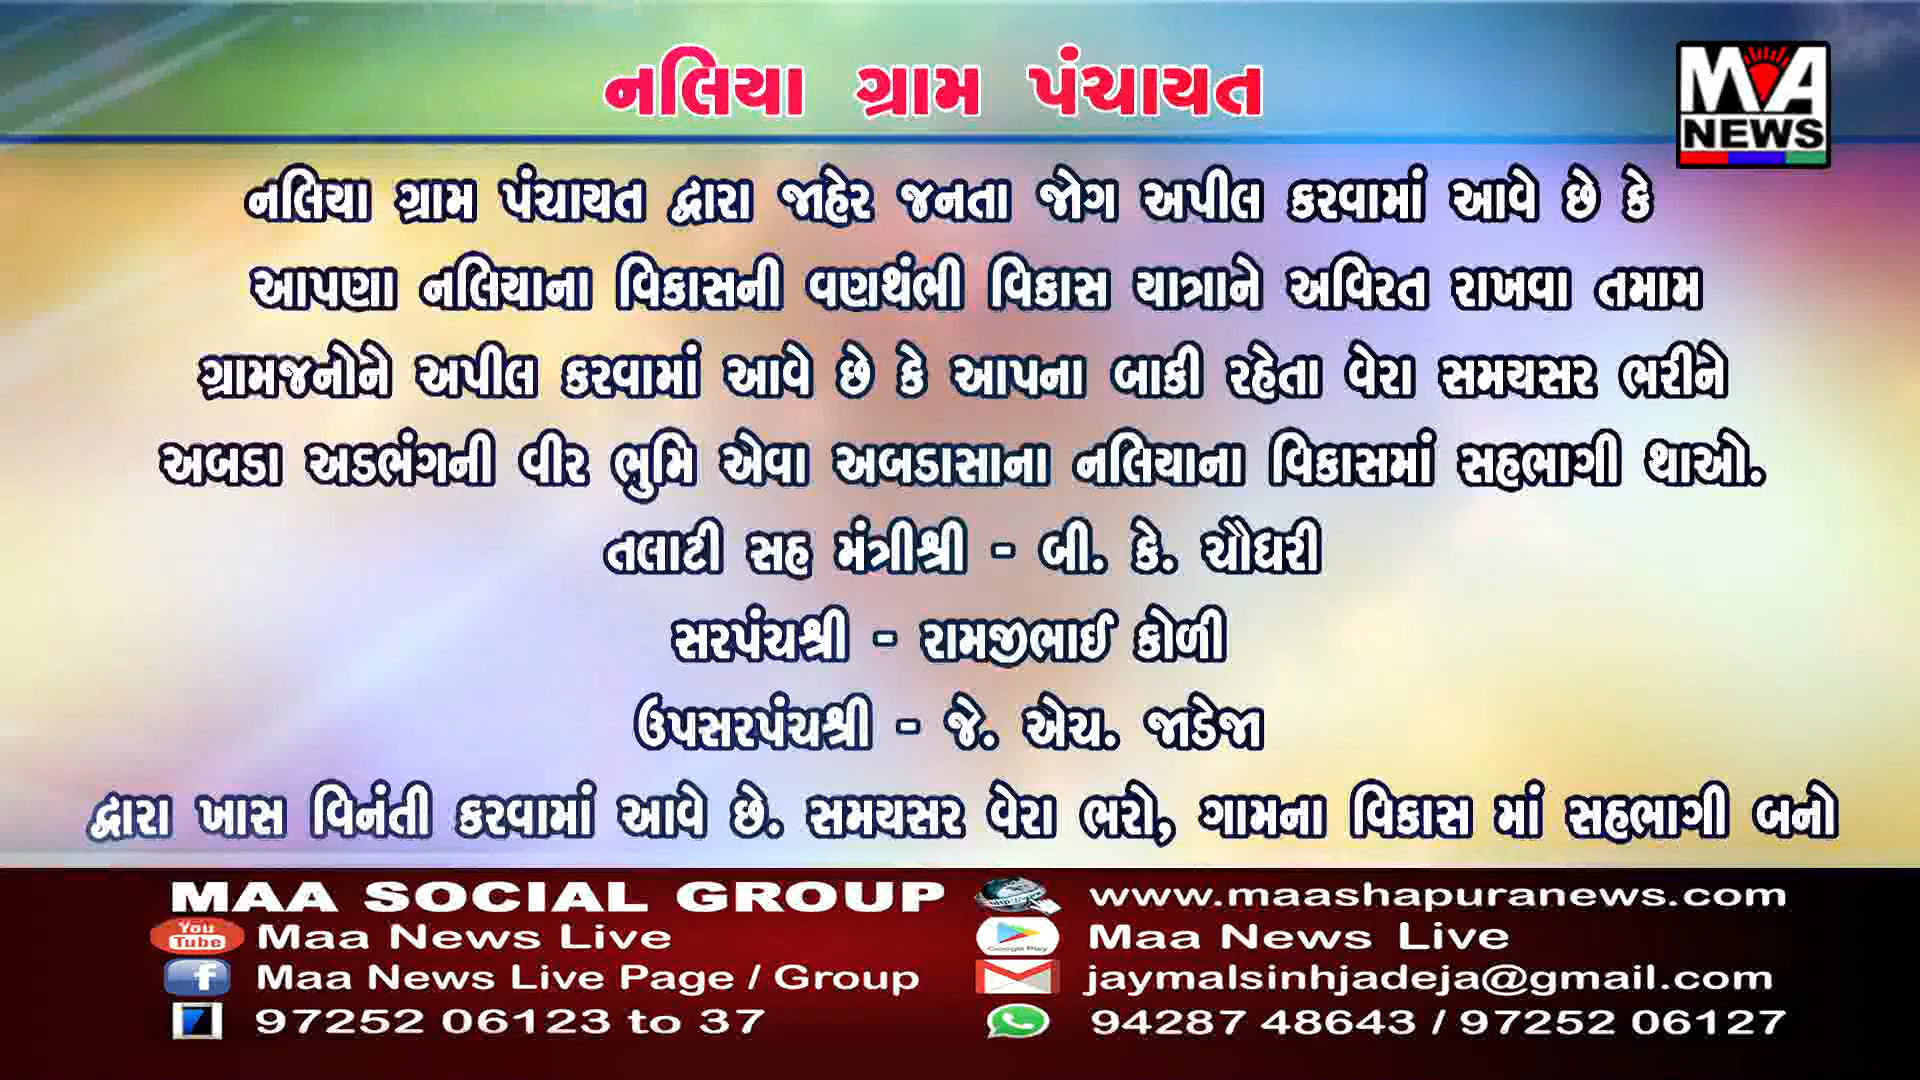 નલિયા ગ્રામ પંચાયત
MAA NEWS
નલિયા ગ્રામ પંચાયત દ્વારા જાહેર જનતા જોગ અપીલ કરવામાં આવે છે કે
આપણા નલિયાના વિકાસની વણથંભી વિકાસ યાત્રાને અવિરત રાખવા તમામ
ગ્રામજનોને અપીલ કરવામાં આવે છે કે આપના બાકી રહેતા વેરા સમયસર ભરીને
અબડા અડભંગની વીર ભુમિ એવા અબડાસાના નલિયાના વિકાસમાં સહભાગી થાઓ.
તલાટી સહ મંત્રીશ્રી - બી. કે. ચૌધરી
સરપંચશ્રી - રામજીભાઈ કોળી
ઉપસરપંચશ્રી - જે. એચ. જાડેજા
દ્વારા ખાસ વિનંતી કરવામાં આવે છે. સમયસર વેરા ભરો, ગામના વિકાસ માં સહભાગી બનો
MAA SOCIAL GROUP
You Tube Maa News Live
f Maa News Live Page / Group
97252 06123 to 37
www.maashapuranews.com
Google Play Maa News Live
jaymalsinhjadeja@gmail.com
94287 48643 / 97252 06127